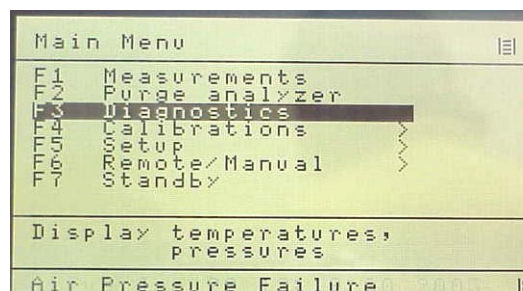 Main Menu
F1 Measurements
F2 Purge analyzer
F3 Diagnostics
F4 Calibrations >
F5 Setup >
F6 Remote/Manual >
F7 Standby
Display temperatures,
pressures
Air Pressure Failure